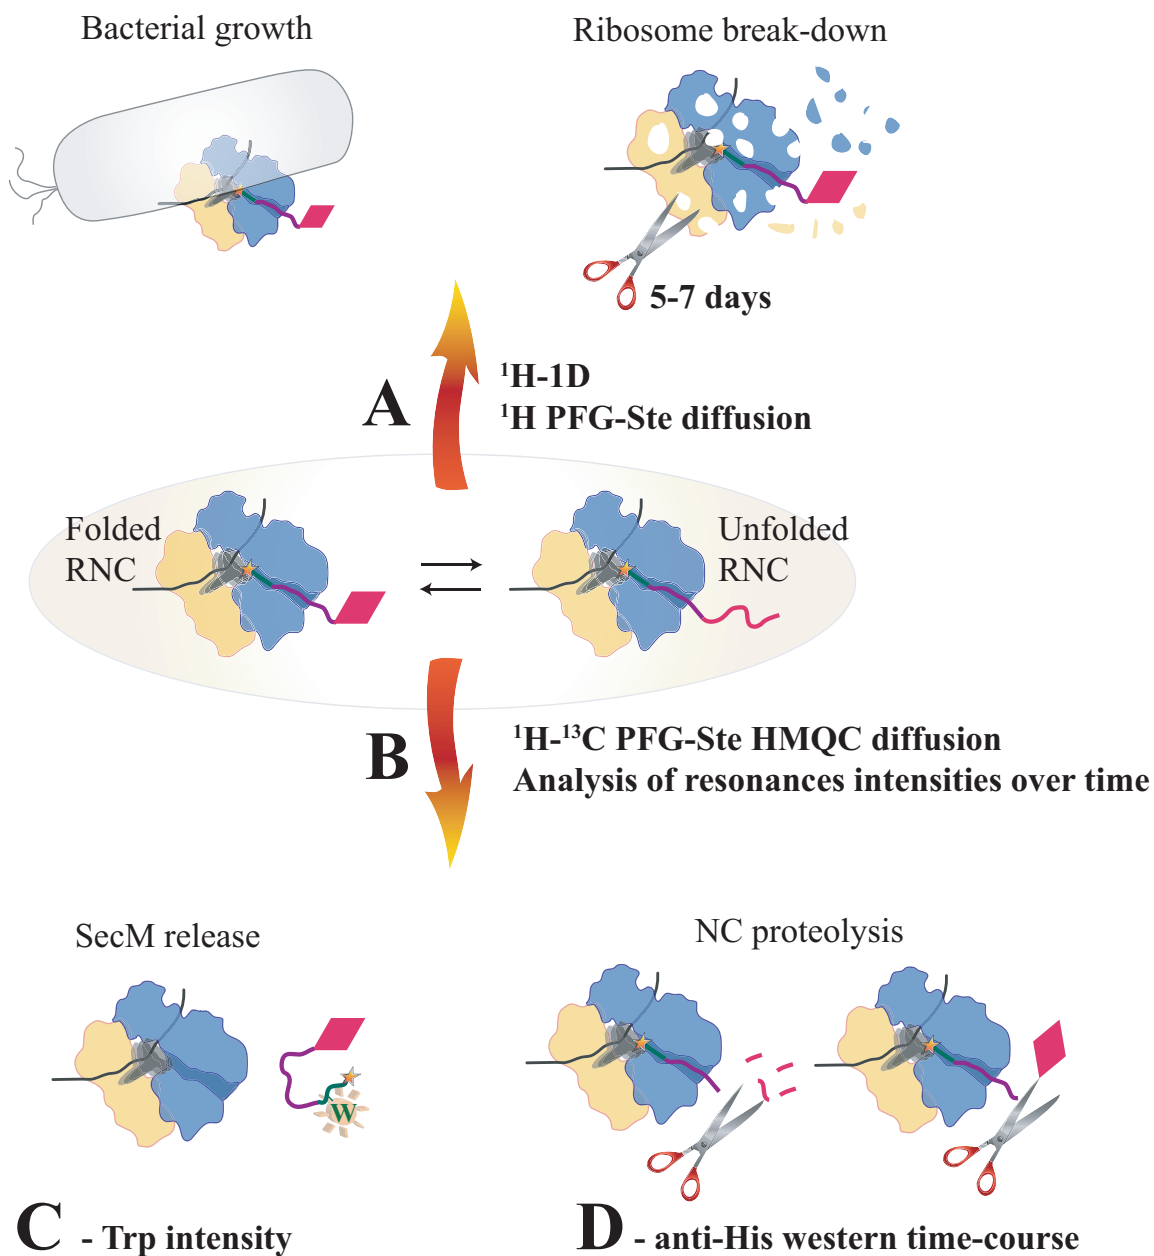 Bacterial growth
Ribosome break-down
5-7 days
A
¹H-1D
¹H PFG-Ste diffusion
Folded
RNC
Unfolded
RNC
B
¹H-¹³C PFG-Ste HMQC diffusion
Analysis of resonances intensities over time
SecM release
NC proteolysis
W
C - Trp intensity
D - anti-His western time-course